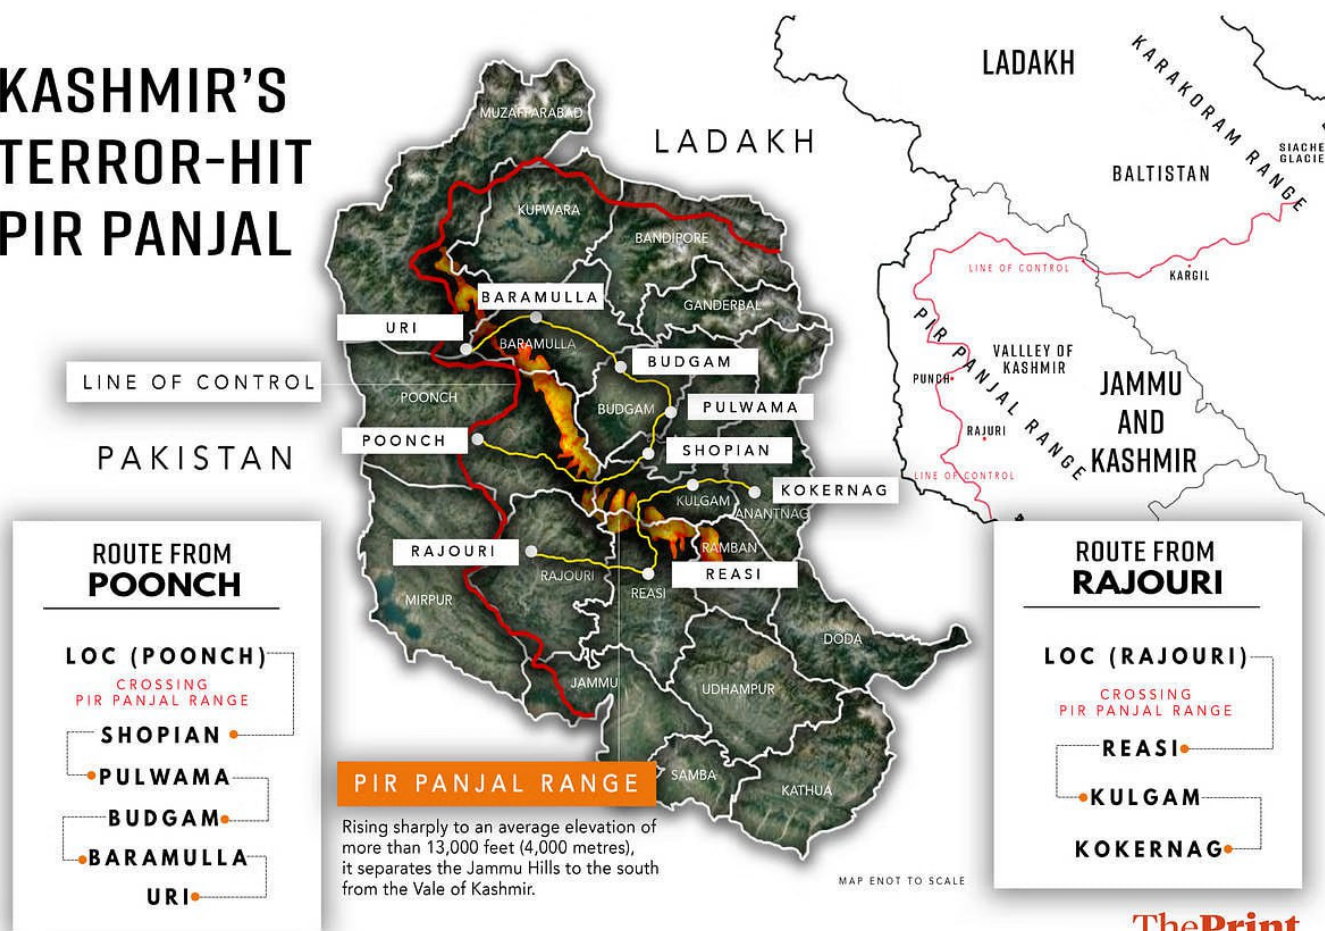 KASHMIR'S
TERROR-HIT
PIR PANJAL
LADAKH
PAKISTAN
MUZAFFARABAD
KUPWARA
BANDIPORE
GANDERBAL
BARAMULLA
URI
BARAMULLA
BUDGAM
LINE OF CONTROL
POONCH
BUDGAM
PULWAMA
POONCH
SHOPIAN
KOKERNAG
KULGAM
ANANTNAG
RAJOURI
RAMBAN
REASI
RAJOURI
REASI
MIRPUR
DODA
JAMMU
UDHAMPUR
SAMBA
KATHUA
LADAKH
KARAKORAM RANGE
SIACHE
GLACIE
BALTISTAN
LINE OF CONTROL
KARGIL
PIR PANJAL RANGE
VALLLEY OF
KASHMIR
PUNCH
JAMMU
AND
KASHMIR
RAJURI
LINE OF CONTROL
ROUTE FROM
POONCH
LOC (POONCH)
CROSSING
PIR PANJAL RANGE
SHOPIAN
PULWAMA
BUDGAM
BARAMULLA
URI
PIR PANJAL RANGE
Rising sharply to an average elevation of
more than 13,000 feet (4,000 metres),
it separates the Jammu Hills to the south
from the Vale of Kashmir.
MAP ENOT TO SCALE
ROUTE FROM
RAJOURI
LOC (RAJOURI)
CROSSING
PIR PANJAL RANGE
REASI
KULGAM
KOKERNAG
ThePrint